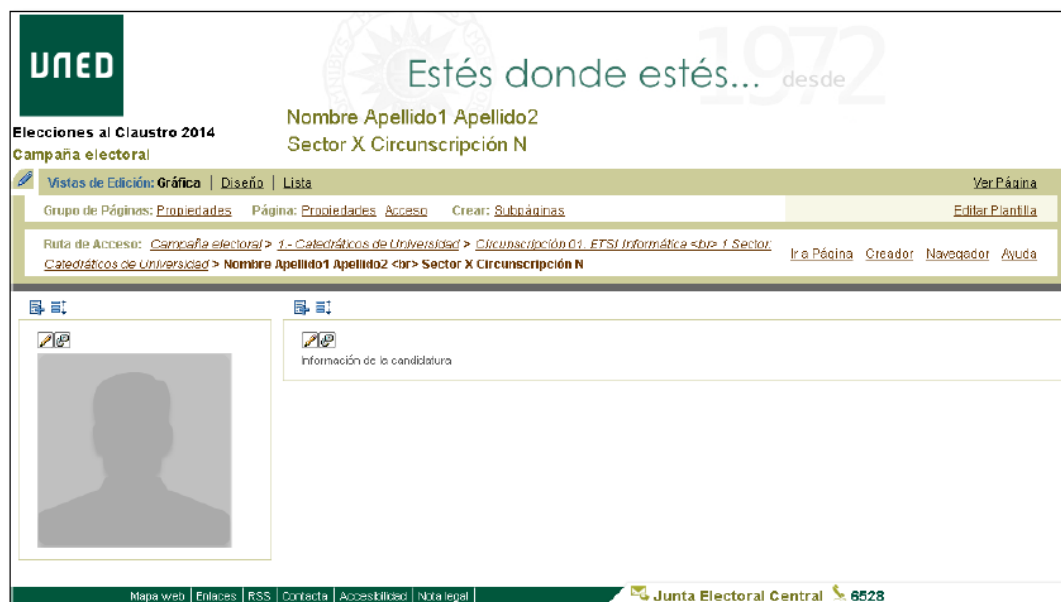 UNED
Estés donde estés... desde 1972
Elecciones al Claustro 2014
Campaña electoral
Nombre Apellido1 Apellido2
Sector X Circunscripción N
Vistas de Edición: Gráfica | Diseño | Lista
Ver Página
Grupo de Páginas: Propiedades Página: Propiedades Acceso Crear: Subpáginas
Editar Plantilla
Ruta de Acceso: Campaña electoral > 1.- Catedráticos de Universidad > Circunscripción 01. ETSI Informática <br> 1 Sector:
Catedráticos de Universidad > Nombre Apellido1 Apellido2 <br> Sector X Circunscripción N
Ir a Página Creador Navegador Ayuda
Información de la candidatura
Mapa web | Enlaces | RSS | Contacta | Accesibilidad | Nota legal |
Junta Electoral Central 6528